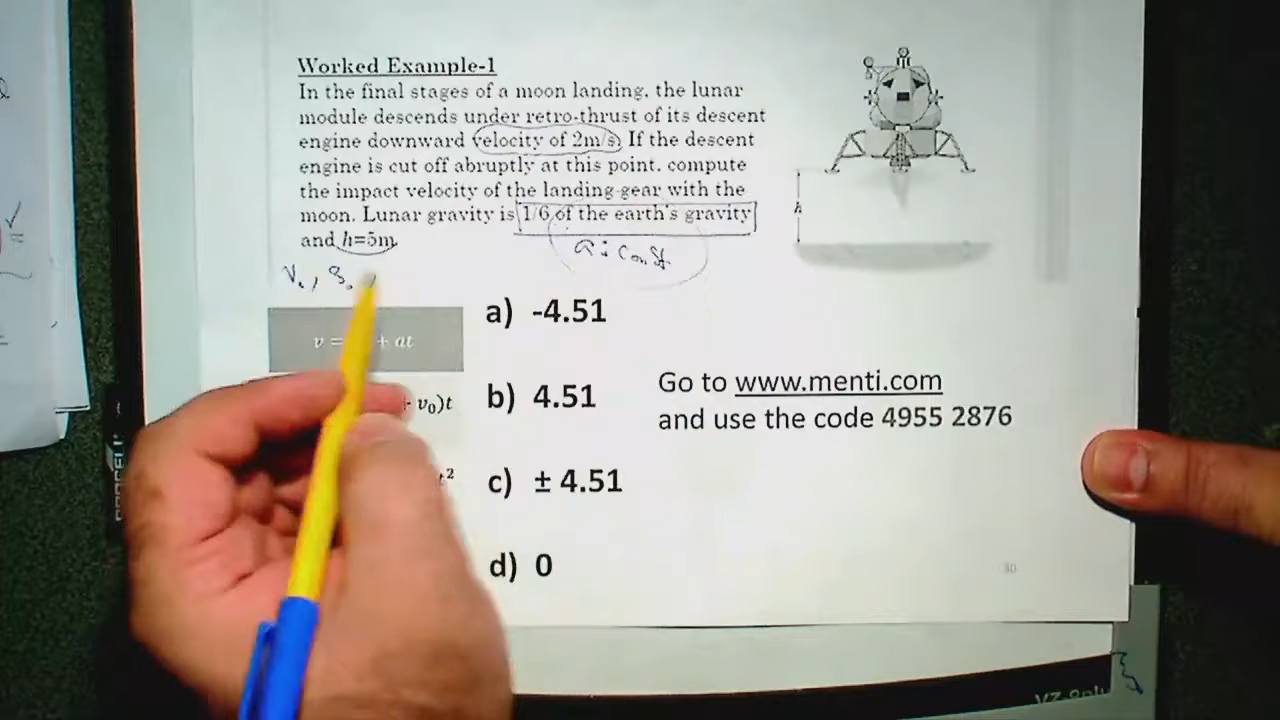 Worked Example-1
In the final stages of a moon landing, the lunar
module descends under retro-thrust of its descent
engine downward velocity of 2m/s. If the descent
engine is cut off abruptly at this point, compute
the impact velocity of the landing gear with the
moon. Lunar gravity is 1/6 of the earth's gravity
and h=5m
h
a: Const
v =
+ at
+ v₀)t
t²
a) -4.51
b) 4.51
c) ± 4.51
d) 0
Go to www.menti.com
and use the code 4955 2876
30